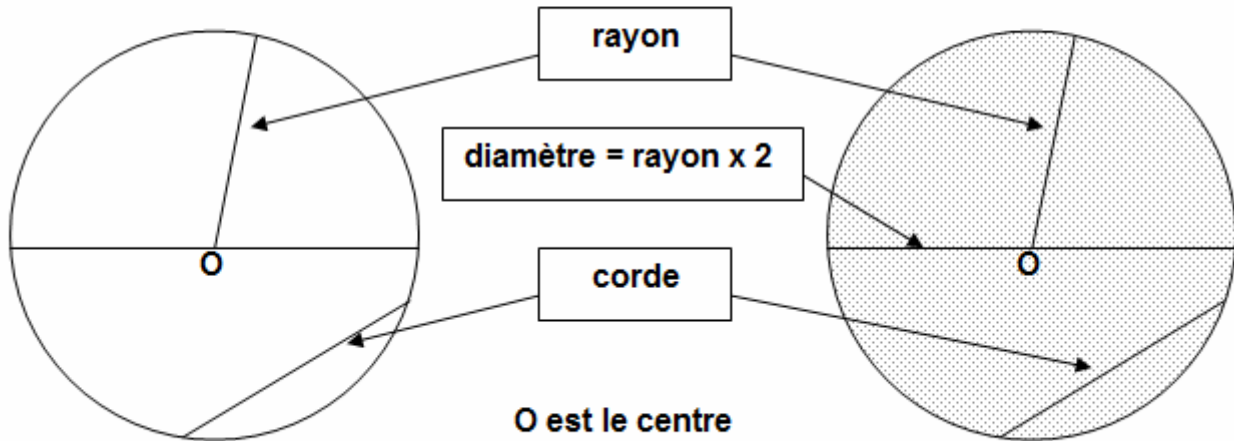 rayon
diamètre = rayon x 2
O
O
corde
O est le centre